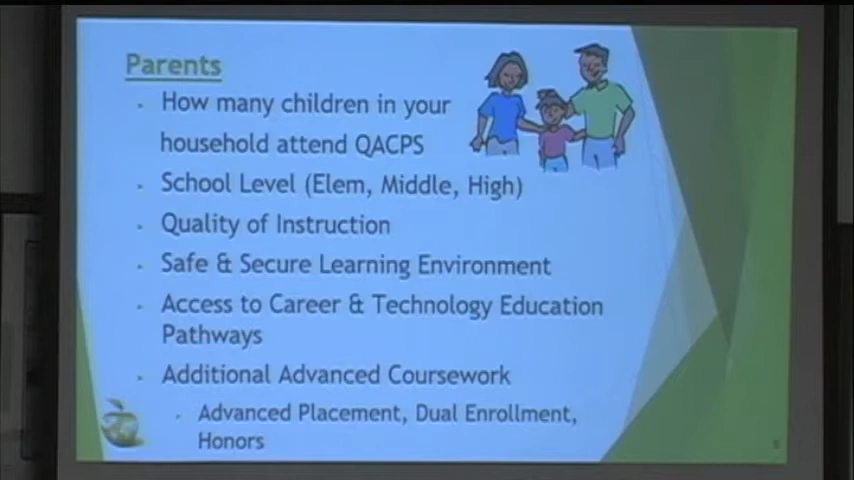 Parents
How many children in your
household attend QACPS
School Level (Elem, Middle, High)
Quality of Instruction
Safe & Secure Learning Environment
Access to Career & Technology Education
Pathways
Additional Advanced Coursework
Advanced Placement, Dual Enrollment,
Honors